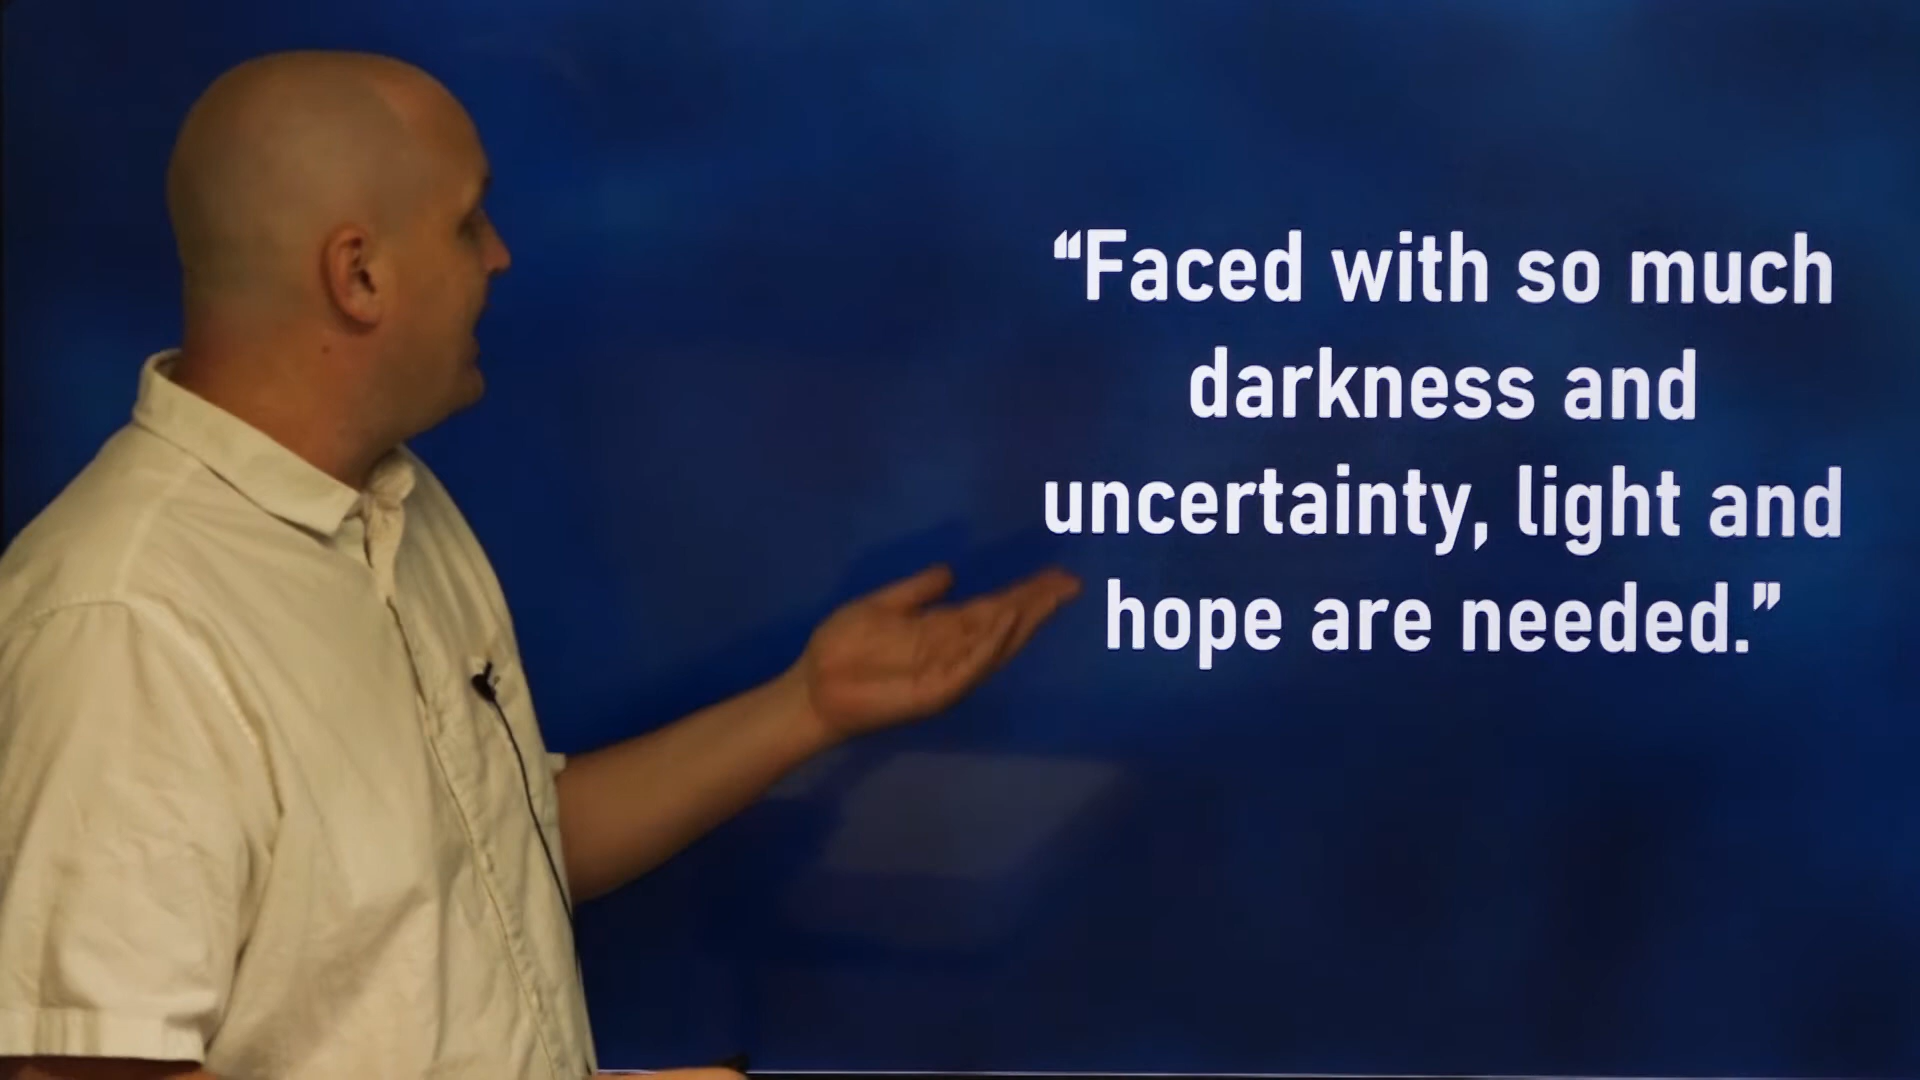 “Faced with so much
darkness and
uncertainty, light and
hope are needed.”